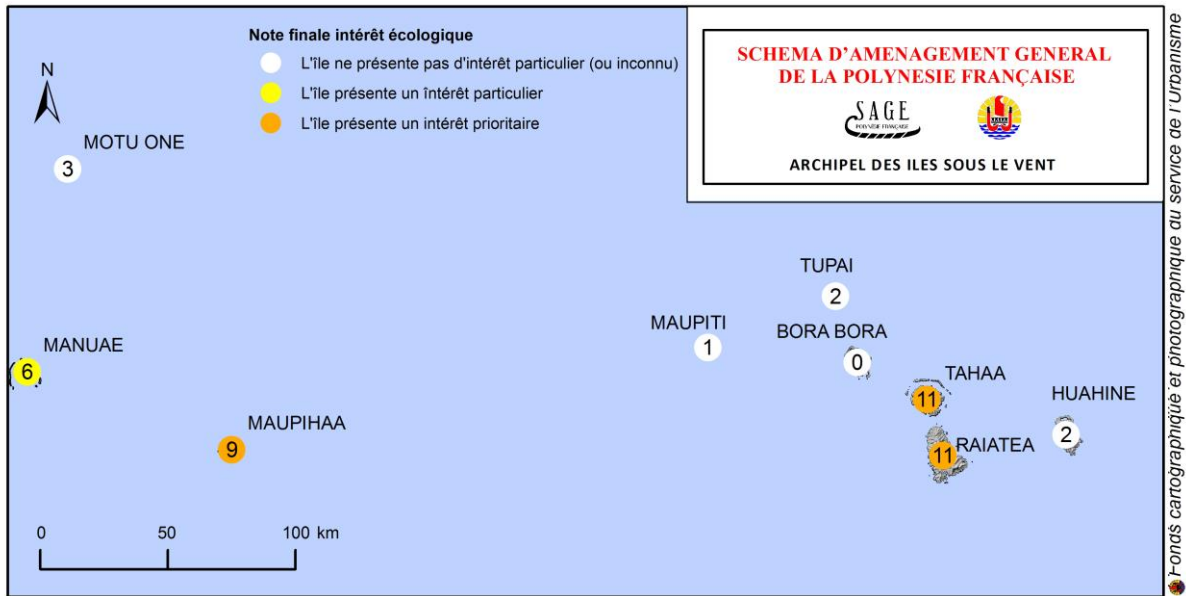 Note finale intérêt écologique
L'île ne présente pas d'intérêt particulier (ou inconnu)
L'île présente un întérêt particulier
L'île présente un intérêt prioritaire
SCHEMA D'AMENAGEMENT GENERAL
DE LA POLYNESIE FRANÇAISE
SAGE
POLYNESIE FRANÇAISE
ARCHIPEL DES ILES SOUS LE VENT
N
MOTU ONE
3
TUPAI
2
MAUPITI
1
BORA BORA
0
MANUAE
6
TAHAA
11
HUAHINE
2
MAUPIHAA
9
RAIATEA
11
0 50 100 km
Fonds cartographique et photographique du service de l'Urbanisme